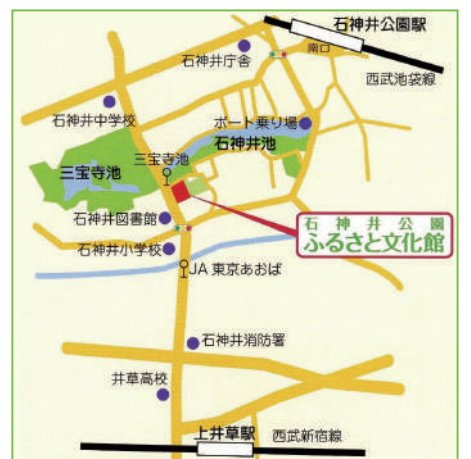 石神井公園駅
南口
石神井庁舎
西武池袋線
石神井中学校
ボート乗り場
石神井池
三宝寺池
三宝寺池
石神井図書館
石神井公園
ふるさと文化館
石神井小学校
JA東京あおば
石神井消防署
井草高校
上井草駅
西武新宿線